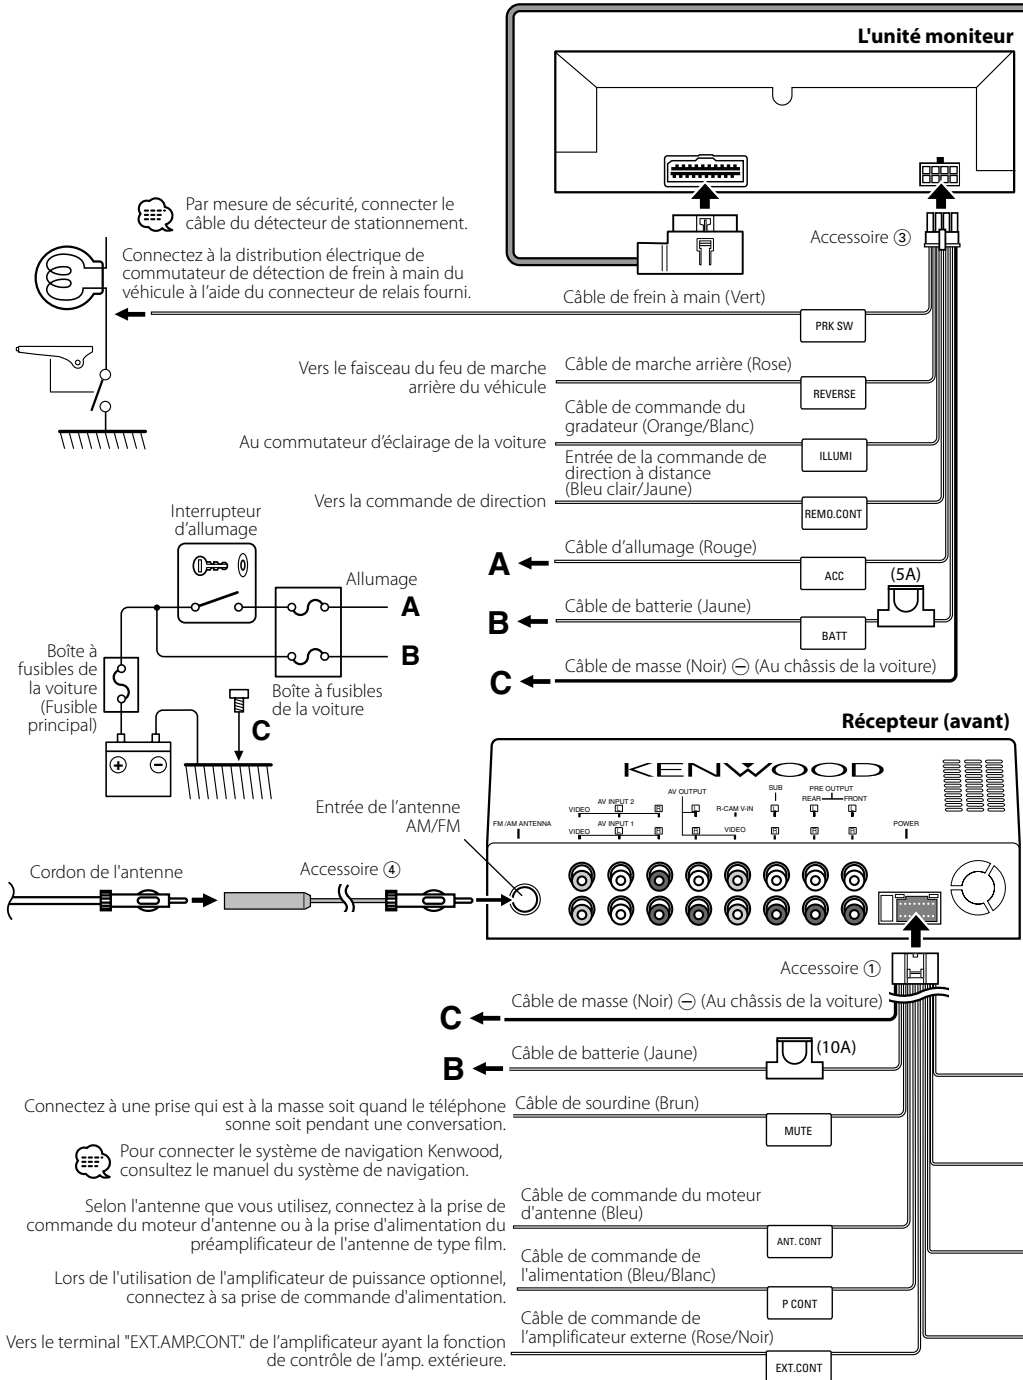 L'unité moniteur
Par mesure de sécurité, connecter le
câble du détecteur de stationnement.
Accessoire ③
Connectez à la distribution électrique de
commutateur de détection de frein à main du
véhicule à l'aide du connecteur de relais fourni.
Câble de frein à main (Vert)
PRK SW
Vers le faisceau du feu de marche
arrière du véhicule
Câble de marche arrière (Rose)
REVERSE
Câble de commande du
gradateur (Orange/Blanc)
Au commutateur d'éclairage de la voiture
ILLUMI
Entrée de la commande de
direction à distance
(Bleu clair/Jaune)
Vers la commande de direction
REMO.CONT
Interrupteur
d'allumage
Câble d'allumage (Rouge)
A
ACC
(5A)
Allumage
A
Câble de batterie (Jaune)
B
BATT
B
Boîte à
fusibles de
la voiture
(Fusible
principal)
Boîte à fusibles
de la voiture
Câble de masse (Noir) ⊖ (Au châssis de la voiture)
C
C
+ −
Récepteur (avant)
KENWOOD
Entrée de l'antenne
AM/FM
FM /AM ANTENNA
VIDEO
AV INPUT 2
L
R
AV OUTPUT
L
R-CAM V-IN
SUB
L
PRE OUTPUT
REAR FRONT
L
L
VIDEO
AV INPUT 1
L
R
R
VIDEO
R
R
R
POWER
Cordon de l'antenne
Accessoire ④
Accessoire ①
Câble de masse (Noir) ⊖ (Au châssis de la voiture)
C
Câble de batterie (Jaune)
B
(10A)
Connectez à une prise qui est à la masse soit quand le téléphone
sonne soit pendant une conversation.
Câble de sourdine (Brun)
MUTE
Pour connecter le système de navigation Kenwood,
consultez le manuel du système de navigation.
Selon l'antenne que vous utilisez, connectez à la prise de
commande du moteur d'antenne ou à la prise d'alimentation du
préamplificateur de l'antenne de type film.
Câble de commande du moteur
d'antenne (Bleu)
ANT. CONT
Lors de l'utilisation de l'amplificateur de puissance optionnel,
connectez à sa prise de commande d'alimentation.
Câble de commande de
l'alimentation (Bleu/Blanc)
P CONT
Vers le terminal "EXT.AMP.CONT." de l'amplificateur ayant la fonction
de contrôle de l'amp. extérieure.
Câble de commande de
l'amplificateur externe (Rose/Noir)
EXT.CONT